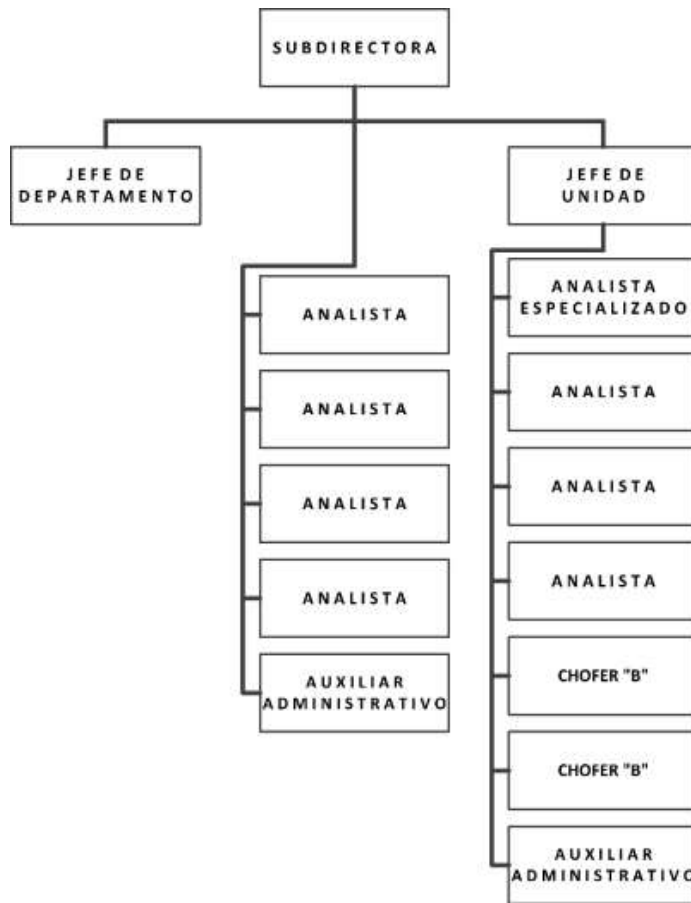 SUBDIRECTORA
JEFE DE
DEPARTAMENTO
JEFE DE
UNIDAD
ANALISTA
ANALISTA
ANALISTA
ANALISTA
AUXILIAR
ADMINISTRATIVO
ANALISTA
ESPECIALIZADO
ANALISTA
ANALISTA
ANALISTA
CHOFER "B"
CHOFER "B"
AUXILIAR
ADMINISTRATIVO